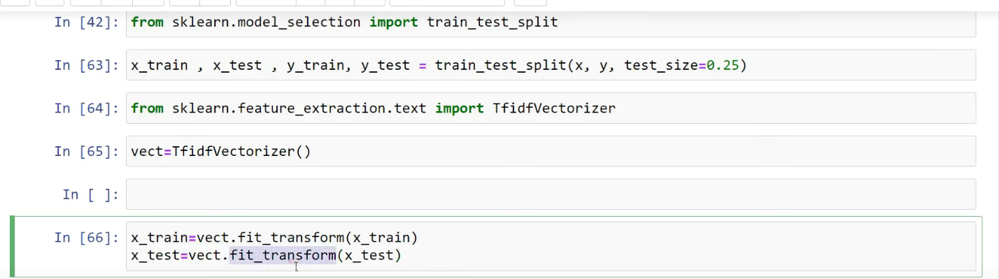 In [42]: from sklearn.model_selection import train_test_split
In [63]: x_train , x_test , y_train, y_test = train_test_split(x, y, test_size=0.25)
In [64]: from sklearn.feature_extraction.text import TfidfVectorizer
In [65]: vect=TfidfVectorizer()
In [ ]:
In [66]: x_train=vect.fit_transform(x_train)
x_test=vect.fit_transform(x_test)